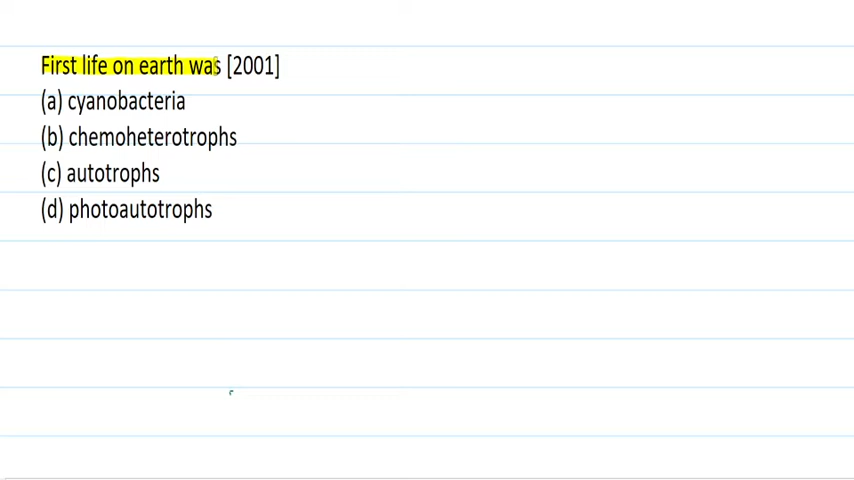 First life on earth was [2001]
(a) cyanobacteria
(b) chemoheterotrophs
(c) autotrophs
(d) photoautotrophs